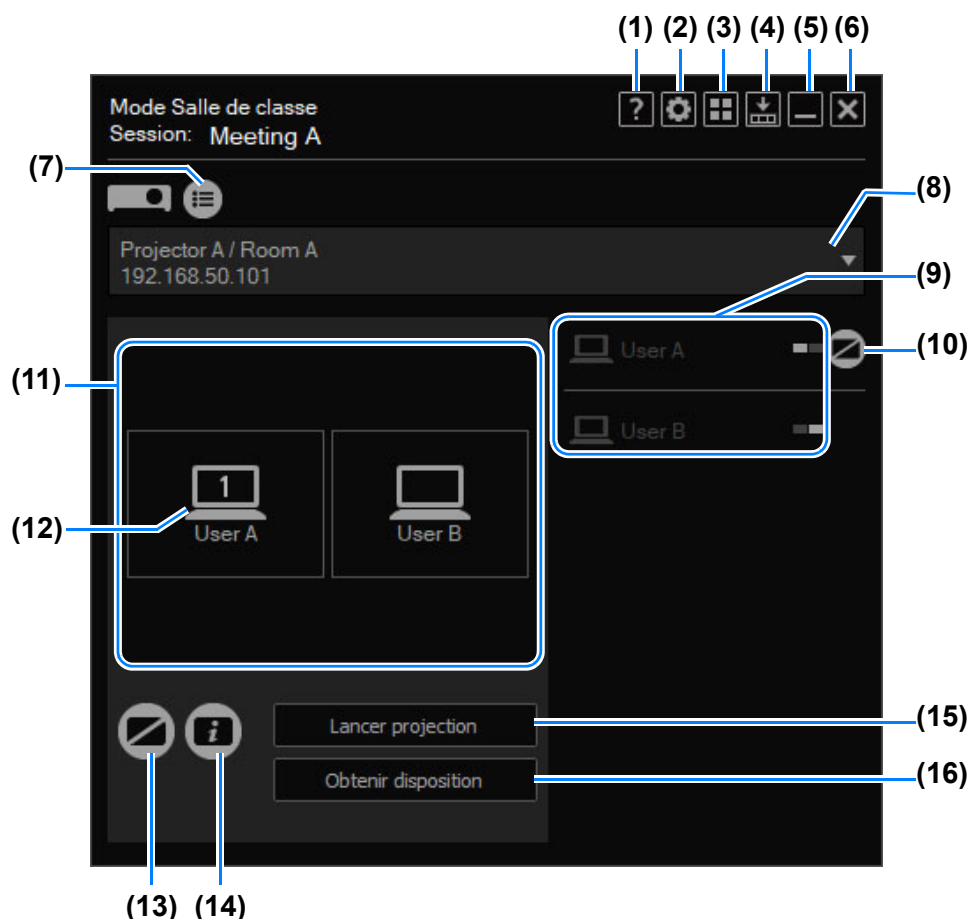 (1) (2) (3) (4) (5) (6)
?
Mode Salle de classe
Session: Meeting A
(7)
(8)
Projector A / Room A
192.168.50.101
(9)
User A
(10)
(11)
User B
1
User A
User B
(12)
i
Lancer projection
(15)
Obtenir disposition
(16)
(13) (14)